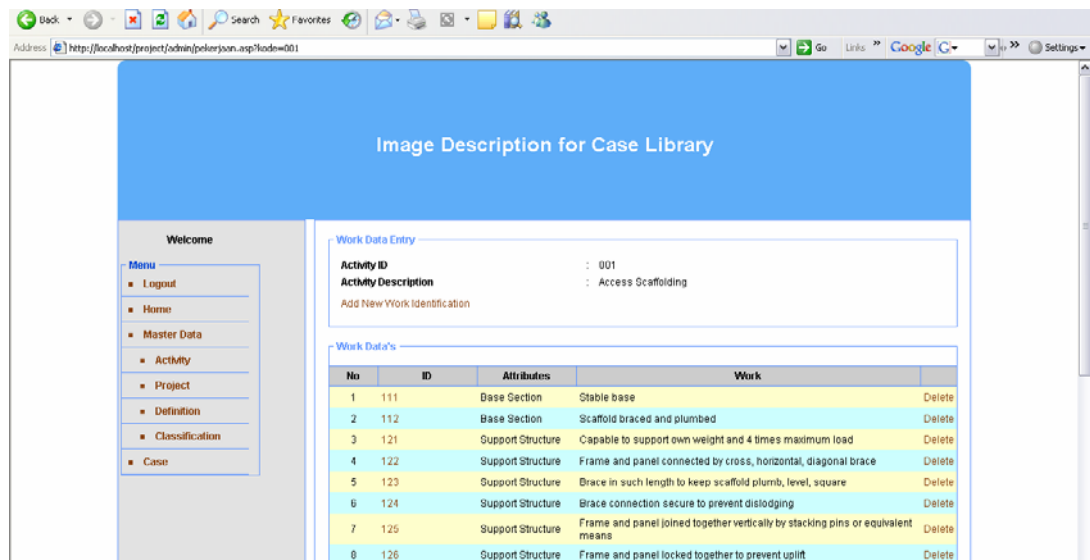 Back Search Favorites
Address http://localhost/project/admin/pekerjaan.asp?kode=001 Go Links » Google G » Settings
Image Description for Case Library
Welcome
Menu
Logout
Home
Master Data
Activity
Project
Definition
Classification
Case
Work Data Entry
Activity ID : 001
Activity Description : Access Scaffolding
Add New Work Identification
Work Data's
No ID Attributes Work
1 111 Base Section Stable base Delete
2 112 Base Section Scaffold braced and plumbed Delete
3 121 Support Structure Capable to support own weight and 4 times maximum load Delete
4 122 Support Structure Frame and panel connected by cross, horizontal, diagonal brace Delete
5 123 Support Structure Brace in such length to keep scaffold plumb, level, square Delete
6 124 Support Structure Brace connection secure to prevent dislodging Delete
7 125 Support Structure Frame and panel joined together vertically by stacking pins or equivalent
means Delete
8 126 Support Structure Frame and panel locked together to prevent uplift Delete